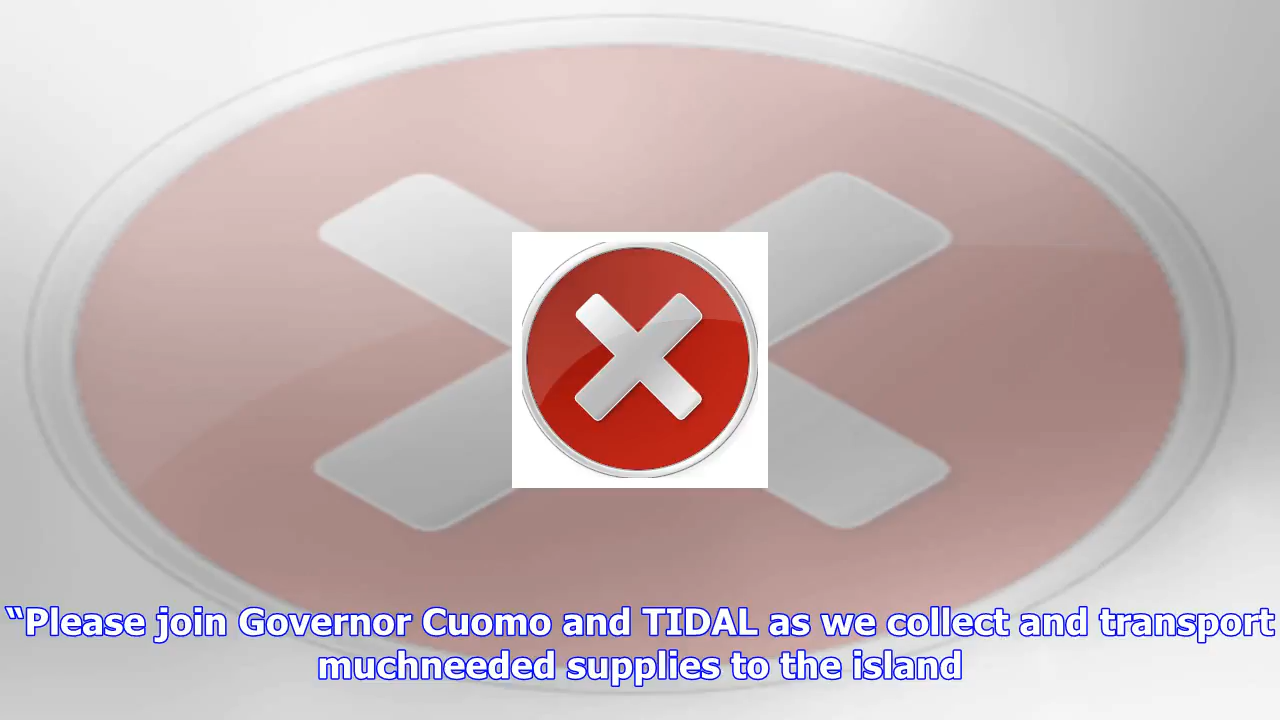 “Please join Governor Cuomo and TIDAL as we collect and transport
muchneeded supplies to the island